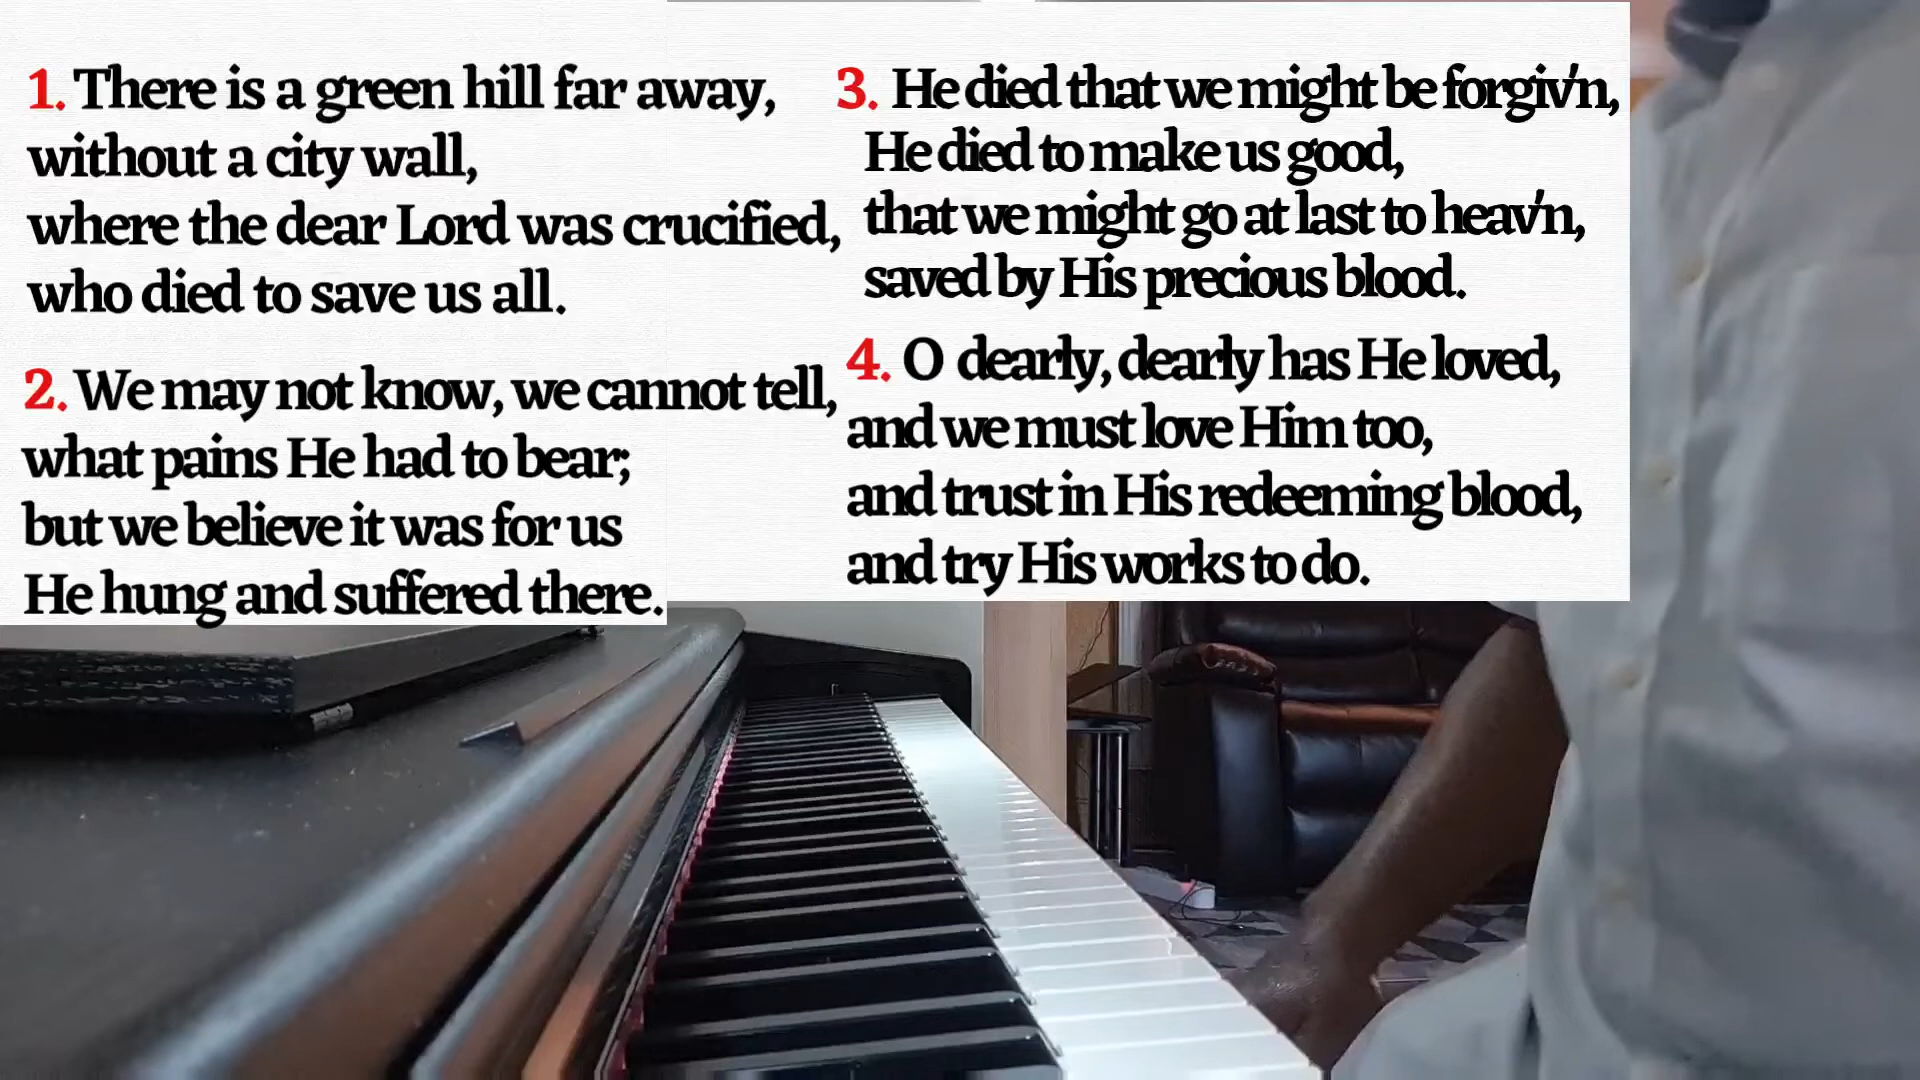 1. There is a green hill far away,
without a city wall,
where the dear Lord was crucified,
who died to save us all.
2. We may not know, we cannot tell,
what pains He had to bear;
but we believe it was for us
He hung and suffered there.
3. He died that we might be forgiv'n,
He died to make us good,
that we might go at last to heav'n,
saved by His precious blood.
4. O dearly, dearly has He loved,
and we must love Him too,
and trust in His redeeming blood,
and try His works to do.